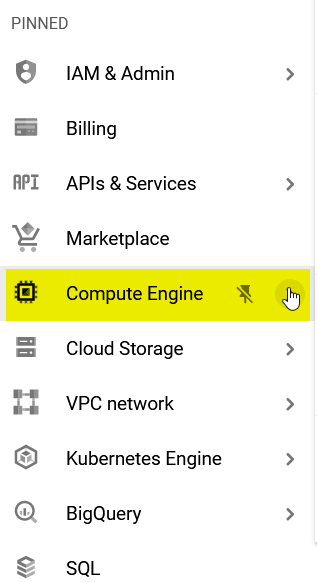 PINNED
IAM & Admin
Billing
API APIs & Services
Marketplace
Compute Engine
Cloud Storage
VPC network
Kubernetes Engine
BigQuery
SQL